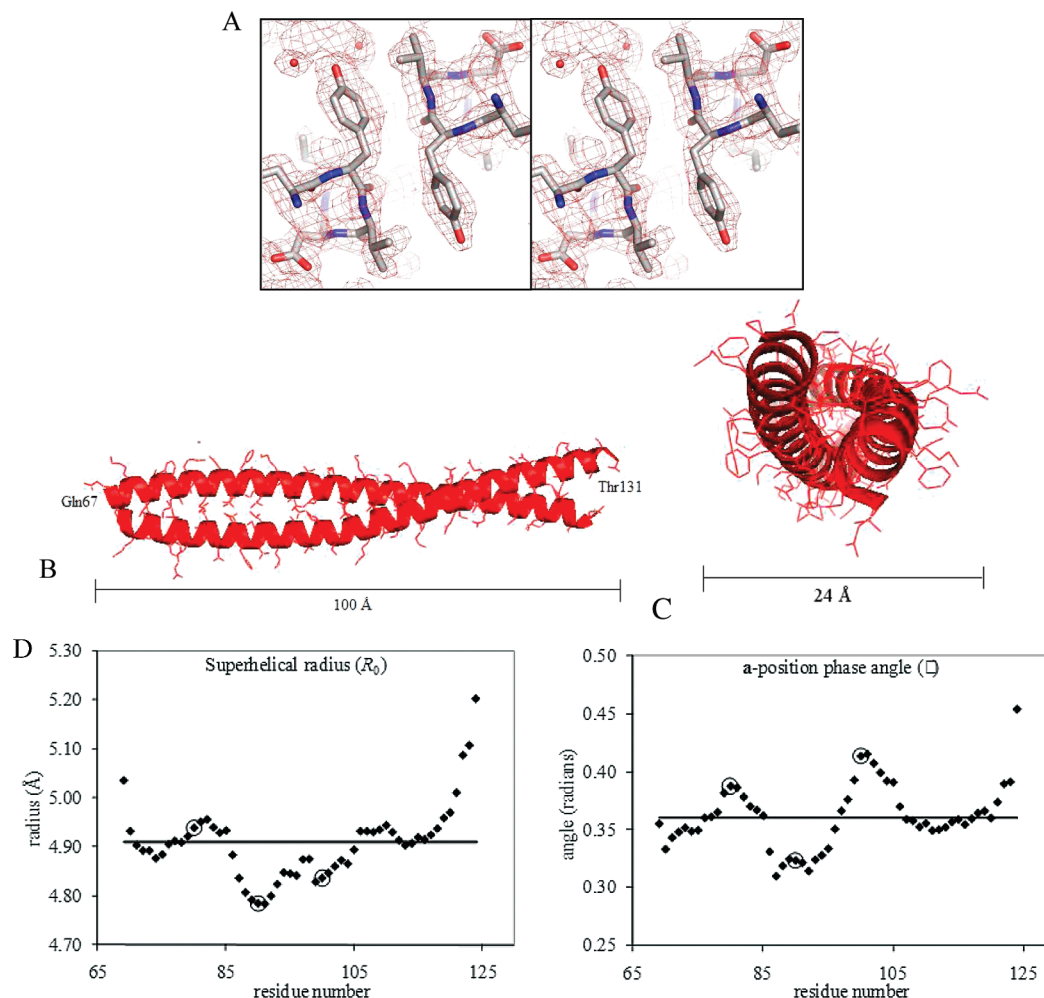 A
Gln67
Thr131
B
100 Å
C
24 Å
D
Superhelical radius (R0)
5.30
5.20
5.10
5.00
4.90
4.80
4.70
radius (Å)
65
85
105
125
residue number
a-position phase angle (▯)
0.50
0.45
0.40
0.35
0.30
0.25
angle (radians)
65
85
105
125
residue number